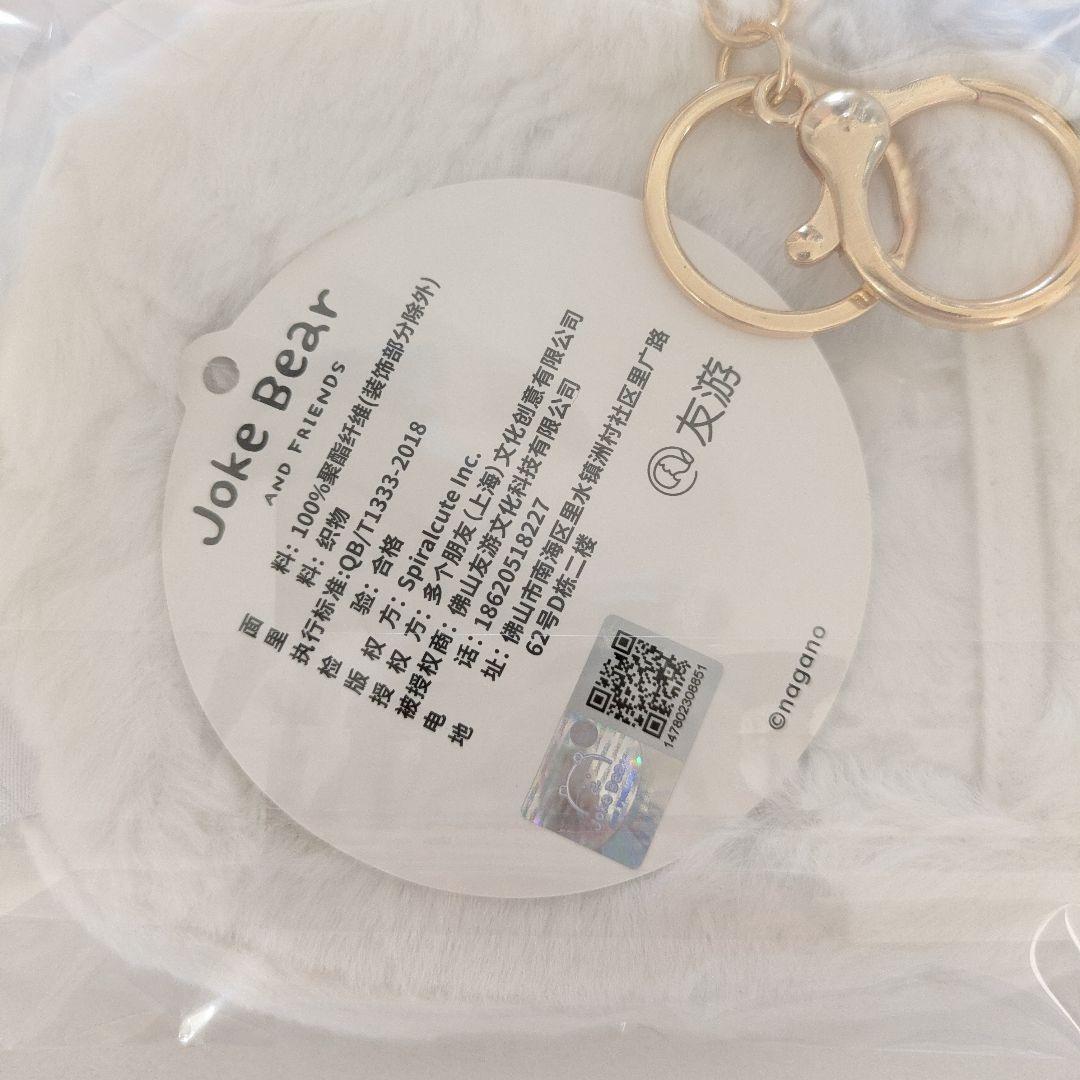 Joke Bear
AND FRIENDS
面料：100%聚酯纤维(装饰部分除外)
里料：织物
执行标准:QB/T1333-2018
检验：合格
版权方：Spiralcute Inc.
授权方：多个朋友(上海)文化创意有限公司
被授权商：佛山友游文化科技有限公司
电话：18620518227
地址：佛山市南海区里水镇洲村社区里广路
62号D栋二楼
友游
147802308851
Joke Bear
©nagano